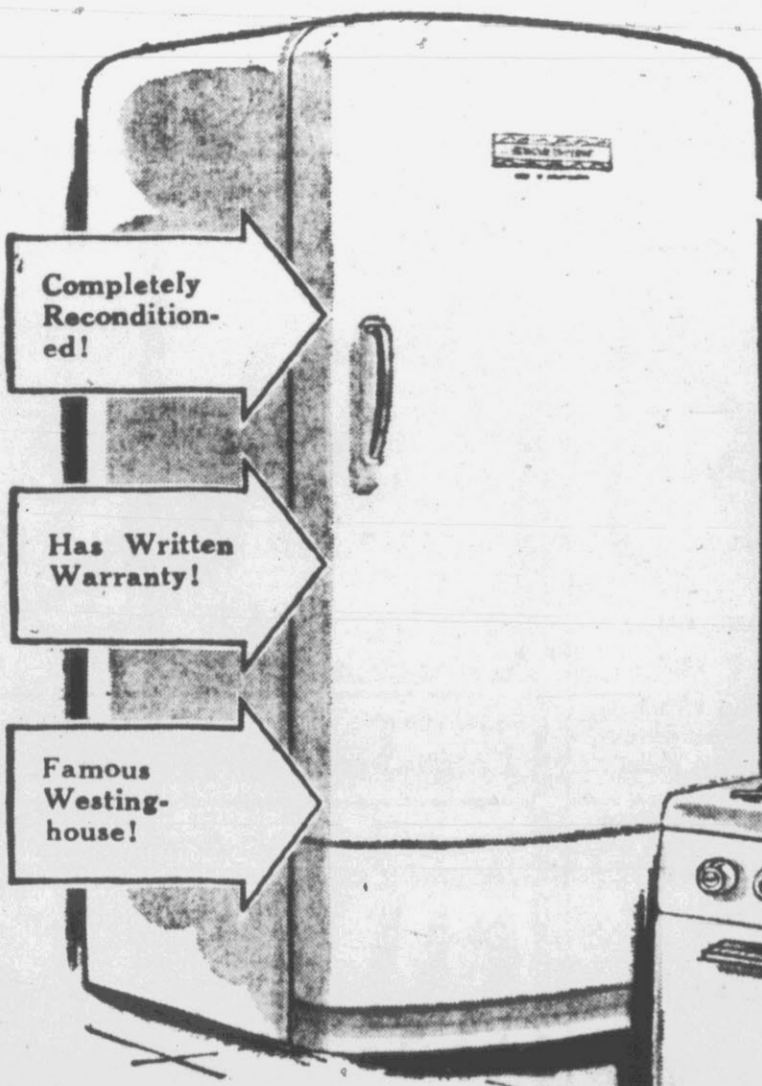 Completely
Recondition-
ed!
Has Written
Warranty!
Famous
Westing-
house!